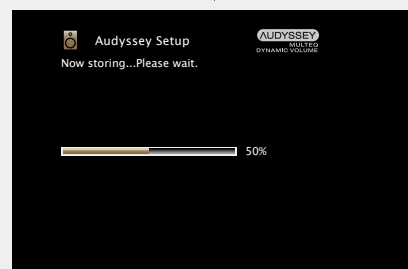 Audyssey Setup
AUDYSSEY
MULTEQ
DYNAMIC VOLUME
Now storing...Please wait.
50%